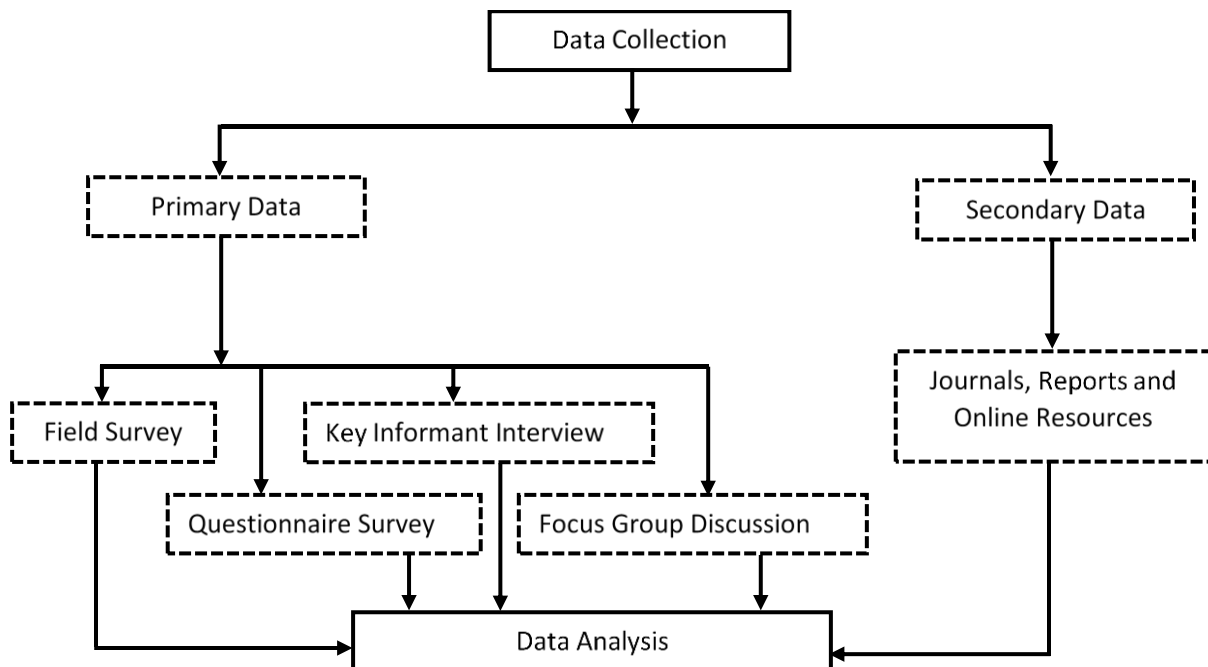 Data Collection
Primary Data
Secondary Data
Journals, Reports and
Online Resources
Field Survey
Key Informant Interview
Questionnaire Survey
Focus Group Discussion
Data Analysis